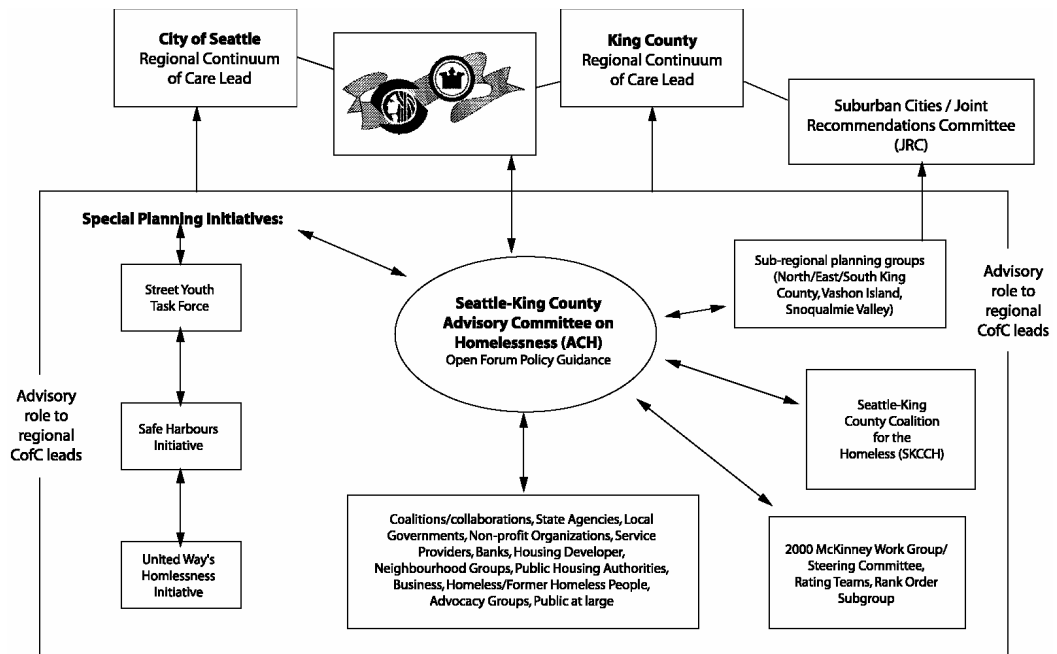 City of Seattle
Regional Continuum
of Care Lead
King County
Regional Continuum
of Care Lead
Suburban Cities / Joint
Recommendations Committee
(JRC)
Special Planning Initiatives:
Street Youth
Task Force
Safe Harbours
Initiative
United Way's
Homlessness
Initiative
Advisory
role to
regional
CofC leads
Seattle-King County
Advisory Committee on
Homelessness (ACH)
Open Forum Policy Guidance
Sub-regional planning groups
(North/East/South King
County, Vashon Island,
Snoqualmie Valley)
Advisory
role to
regional
CofC leads
Seattle-King
County Coalition
for the
Homeless (SKCCH)
Coalitions/collaborations, State Agencies, Local
Governments, Non-profit Organizations, Service
Providers, Banks, Housing Developer,
Neighbourhood Groups, Public Housing Authorities,
Business, Homeless/Former Homeless People,
Advocacy Groups, Public at large
2000 McKinney Work Group/
Steering Committee,
Rating Teams, Rank Order
Subgroup